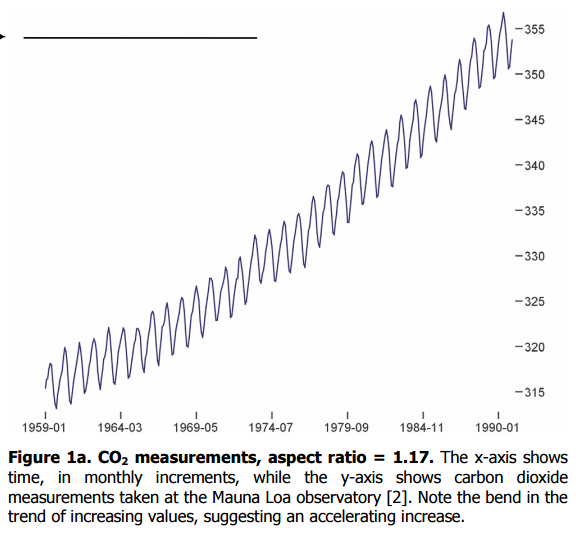 355
350
345
340
335
330
325
320
315
1959-01 1964-03 1969-05 1974-07 1979-09 1984-11 1990-01
Figure 1a. CO₂ measurements, aspect ratio = 1.17. The x-axis shows
time, in monthly increments, while the y-axis shows carbon dioxide
measurements taken at the Mauna Loa observatory [2]. Note the bend in the
trend of increasing values, suggesting an accelerating increase.